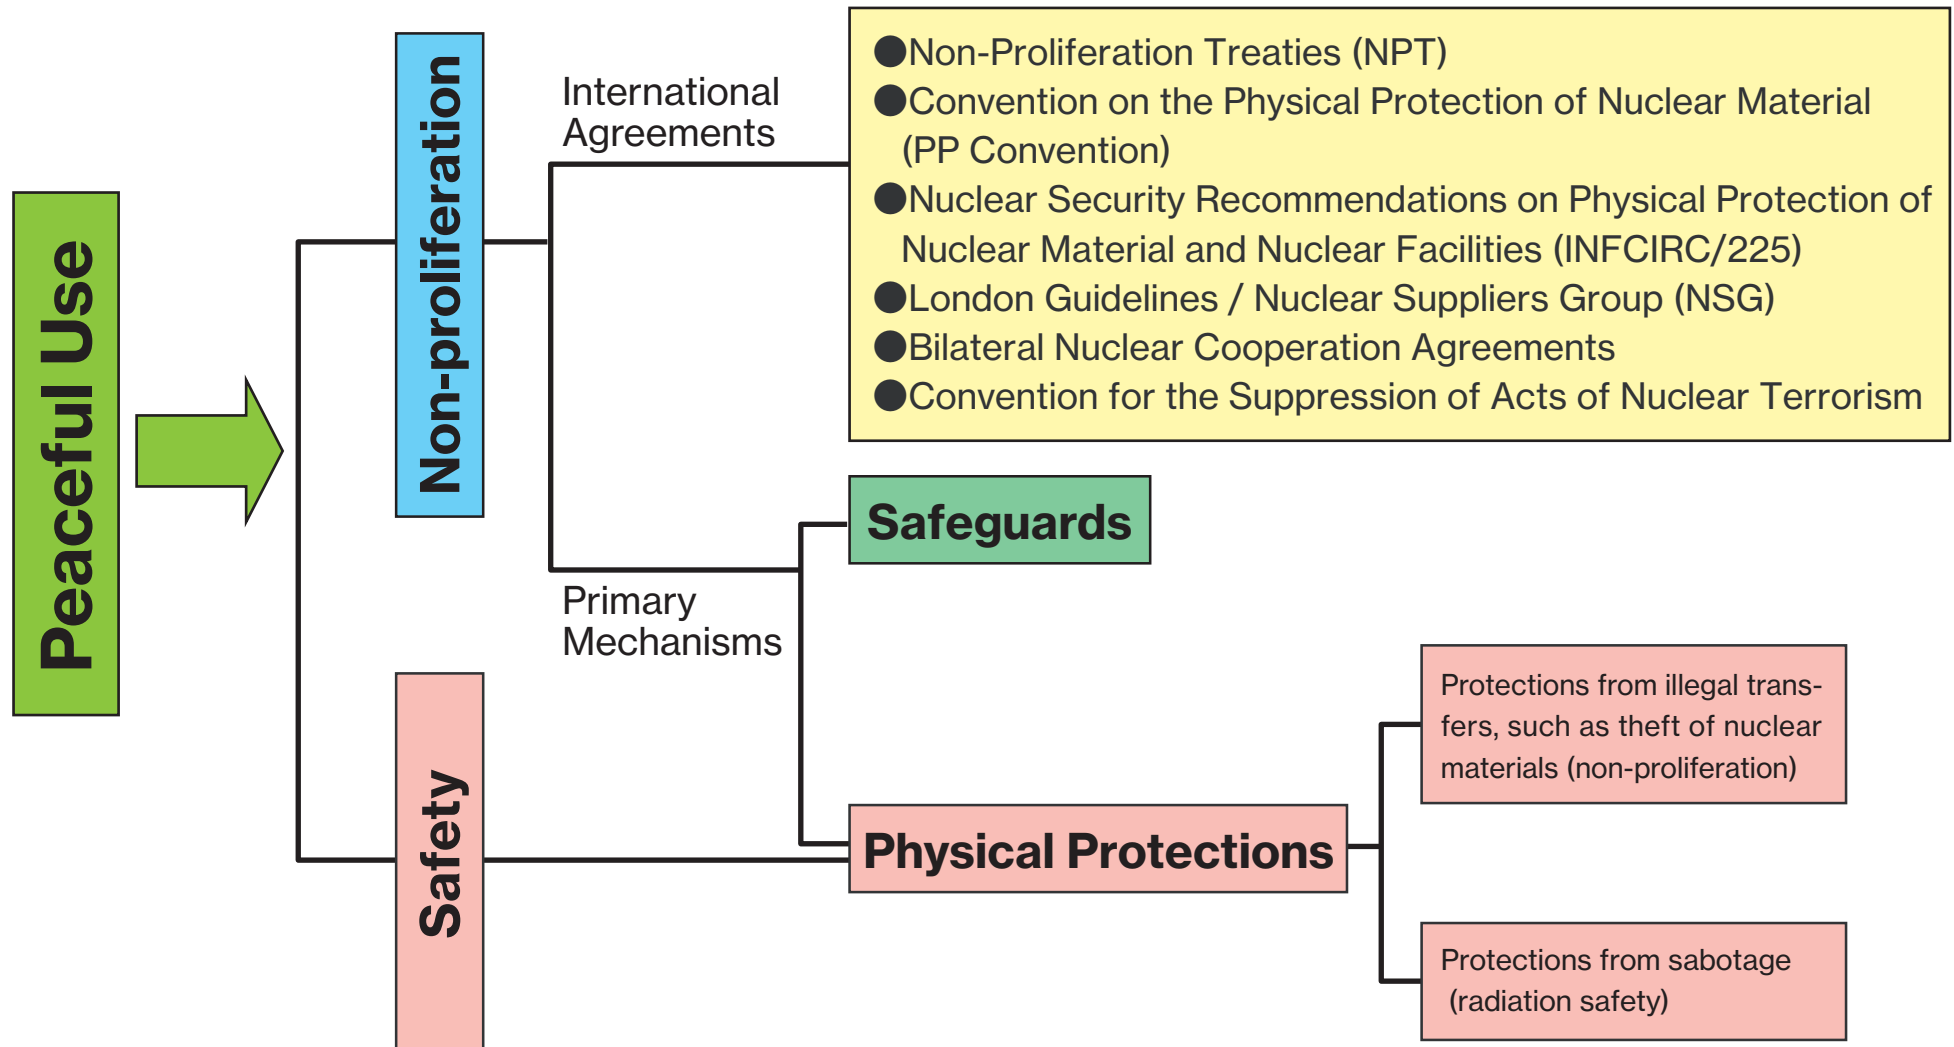 Peaceful Use
Non-proliferation
Safety
International
Agreements
●Non-Proliferation Treaties (NPT)
●Convention on the Physical Protection of Nuclear Material
(PP Convention)
●Nuclear Security Recommendations on Physical Protection of
Nuclear Material and Nuclear Facilities (INFCIRC/225)
●London Guidelines / Nuclear Suppliers Group (NSG)
●Bilateral Nuclear Cooperation Agreements
●Convention for the Suppression of Acts of Nuclear Terrorism
Primary
Mechanisms
Safeguards
Physical Protections
Protections from illegal trans-
fers, such as theft of nuclear
materials (non-proliferation)
Protections from sabotage
(radiation safety)